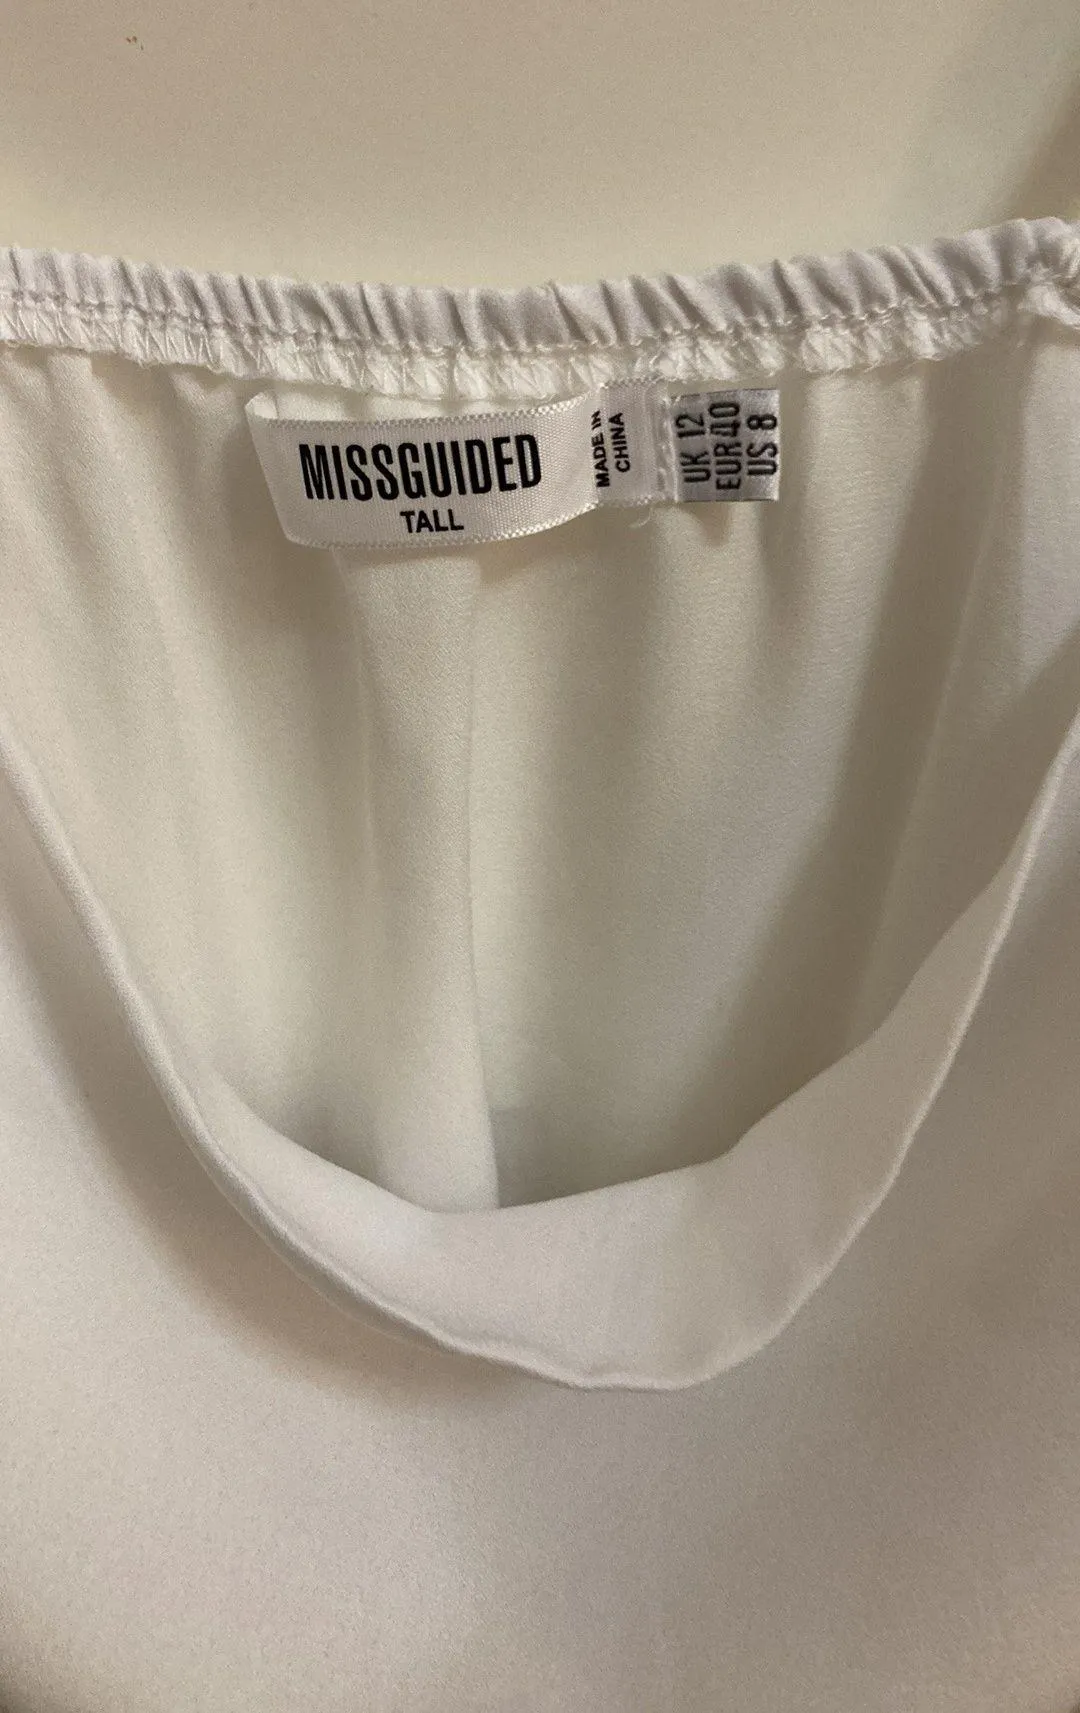 MISSGUIDED
TALL
MADE IN
CHINA
UK 12
EUR 40
US 8